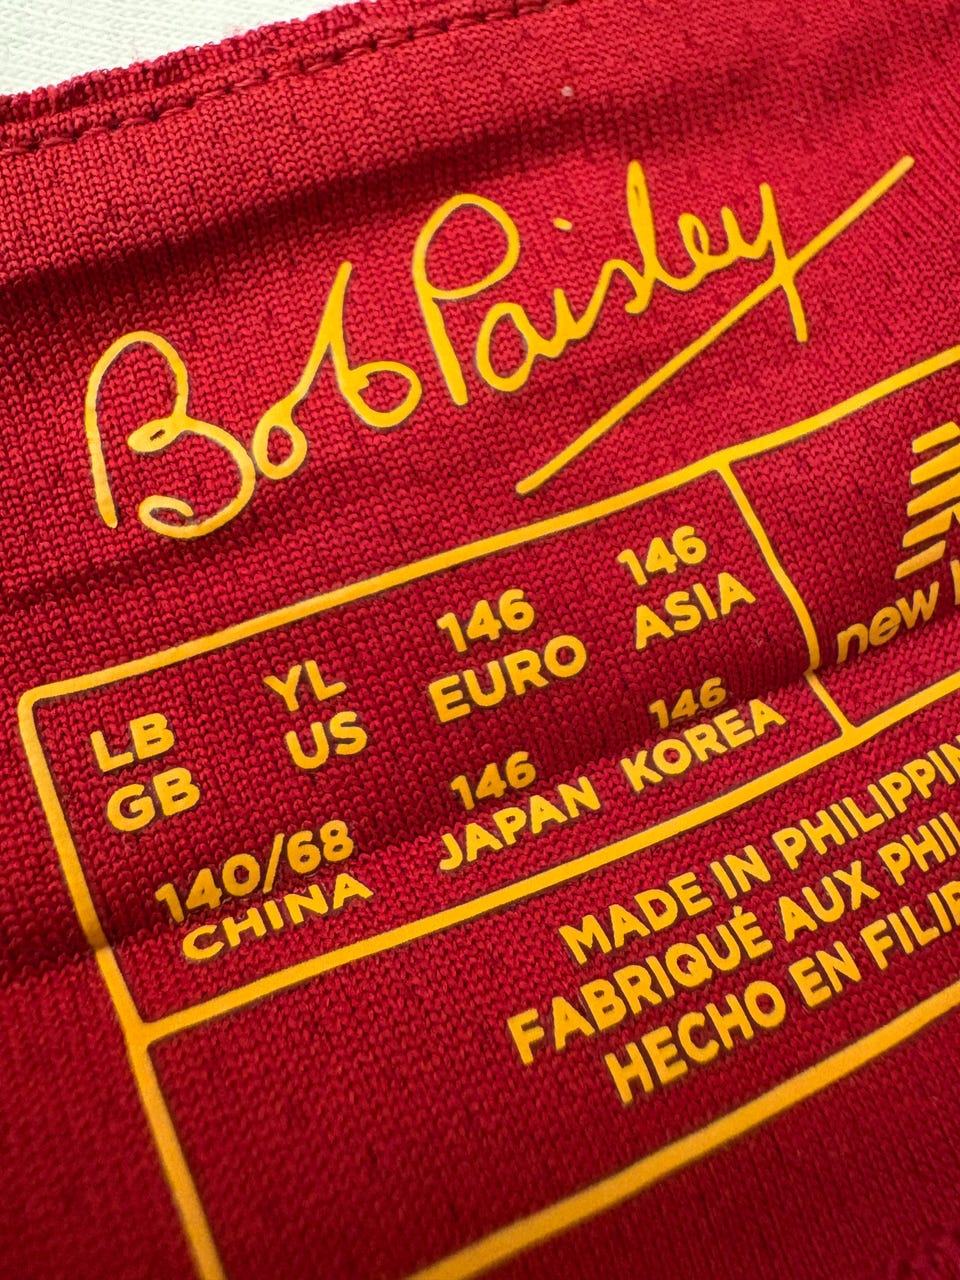 Bob Paisley
LB YL 146 146
GB US EURO ASIA
140/68 146 146
CHINA JAPAN KOREA
new
MADE IN PHILIPPIN
FABRIQUÉ AUX PHIL
HECHO EN FILIP